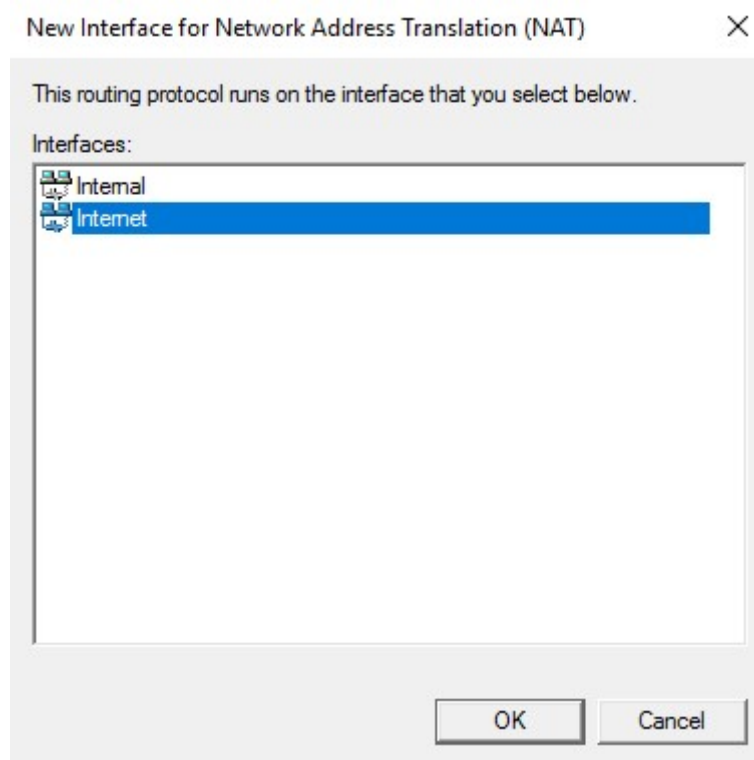 New Interface for Network Address Translation (NAT)
This routing protocol runs on the interface that you select below.
Interfaces:
Internal
Internet
OK Cancel